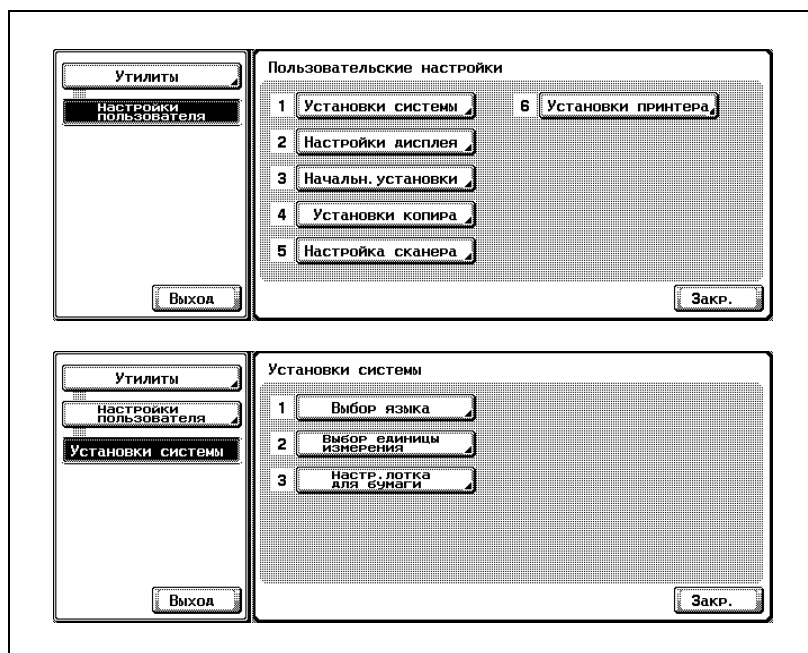 Утилиты
Настройки
пользователя
Выход
Пользовательские настройки
1 Установки системы
2 Настройки дисплея
3 Начальн.установки
4 Установки копира
5 Настройка сканера
6 Установки принтера
Закр.
Утилиты
Настройки
пользователя
Установки системы
Выход
Установки системы
1 Выбор языка
2 Выбор единицы
измерения
3 Настр.лотка
для бумаги
Закр.